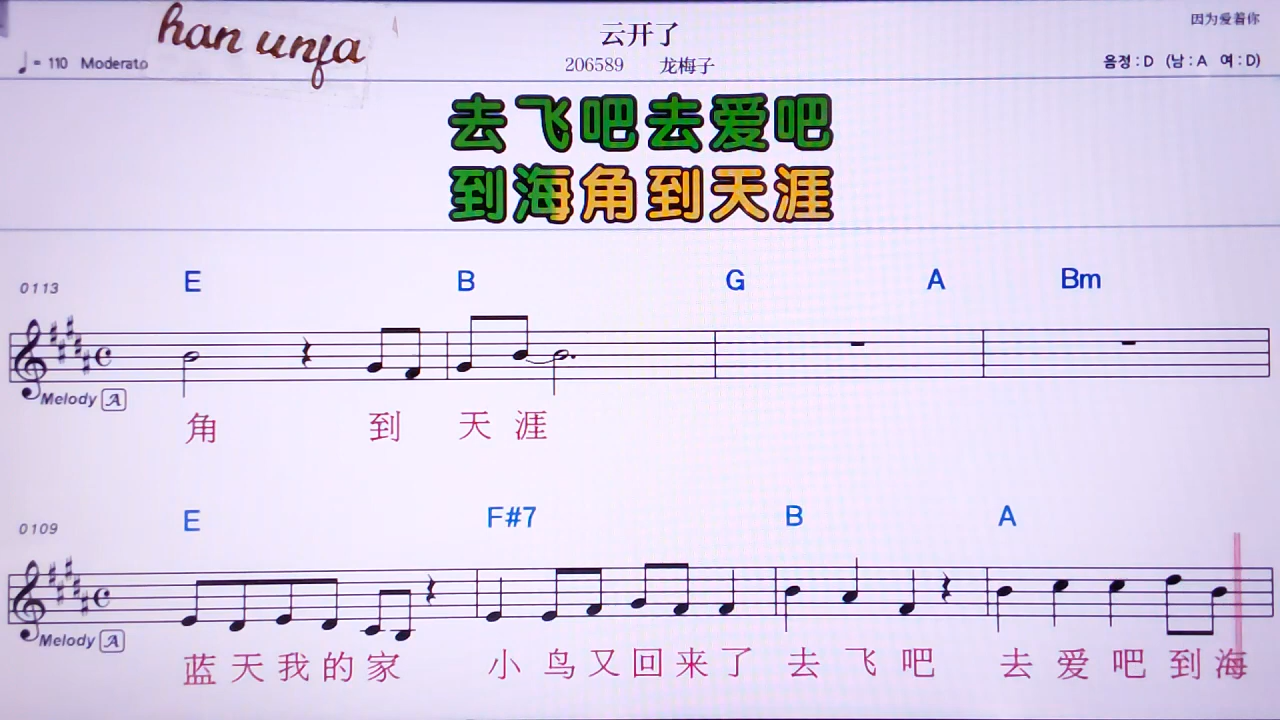 han unfa
云开了
因为爱着你
♩= 110 Moderato
206589 龙梅子
음정 : D (남 : A 여 : D)
去飞吧去爱吧
到海角到天涯
0113
E B G A Bm
Melody A
角 到 天 涯
0109
E F#7 B A
Melody A
蓝 天 我 的 家 小 鸟 又 回 来 了 去 飞 吧 去 爱 吧 到 海